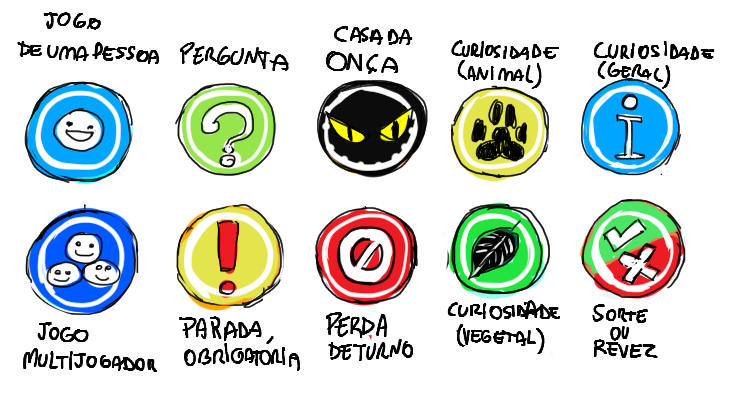 JOGO
DE UMA PESSOA
PERGUNTA
CASA DA
ONÇA
CURIOSIDADE
(ANIMAL)
CURIOSIDADE
(GERAL)
?
i
!
JOGO
MULTIJOGADOR
PARADA,
OBRIGATORIA
PERDA
DE TURNO
CURIOSIDADE
(VEGETAL)
SORTE
OU
REVEZ